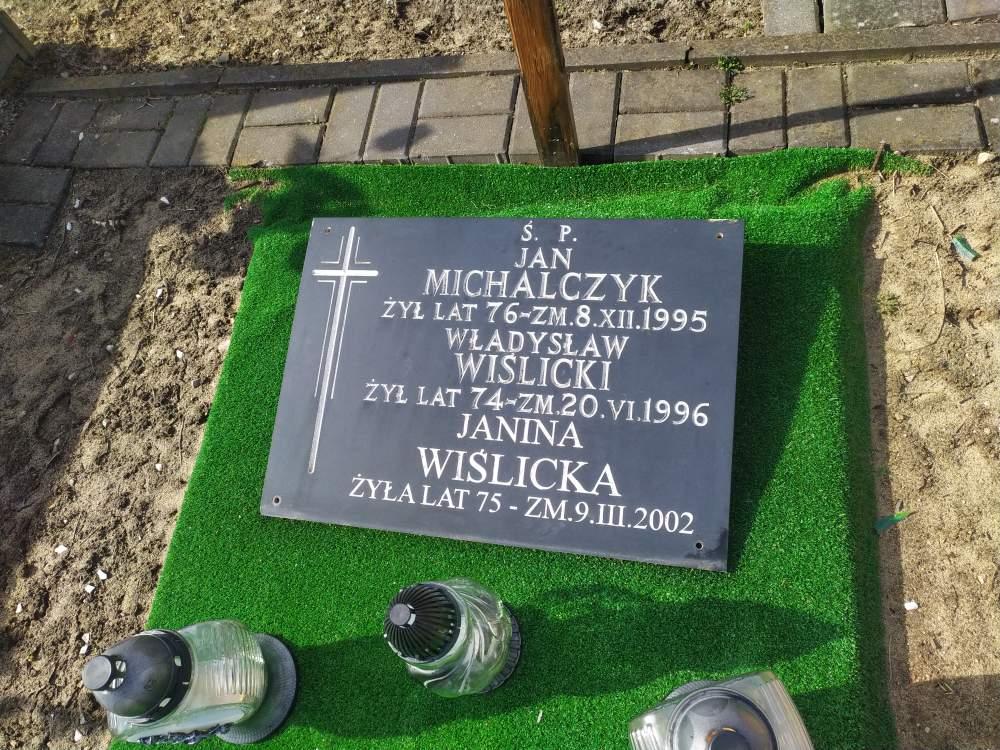 Ś. P.
JAN
MICHALCZYK
ŻYŁ LAT 76-ZM.8.XII.1995
WŁADYSŁAW
WIŚLICKI
ŻYŁ LAT 74-ZM.20.VI.1996
JANINA
WIŚLICKA
ŻYŁA LAT 75 - ZM.9.III.2002